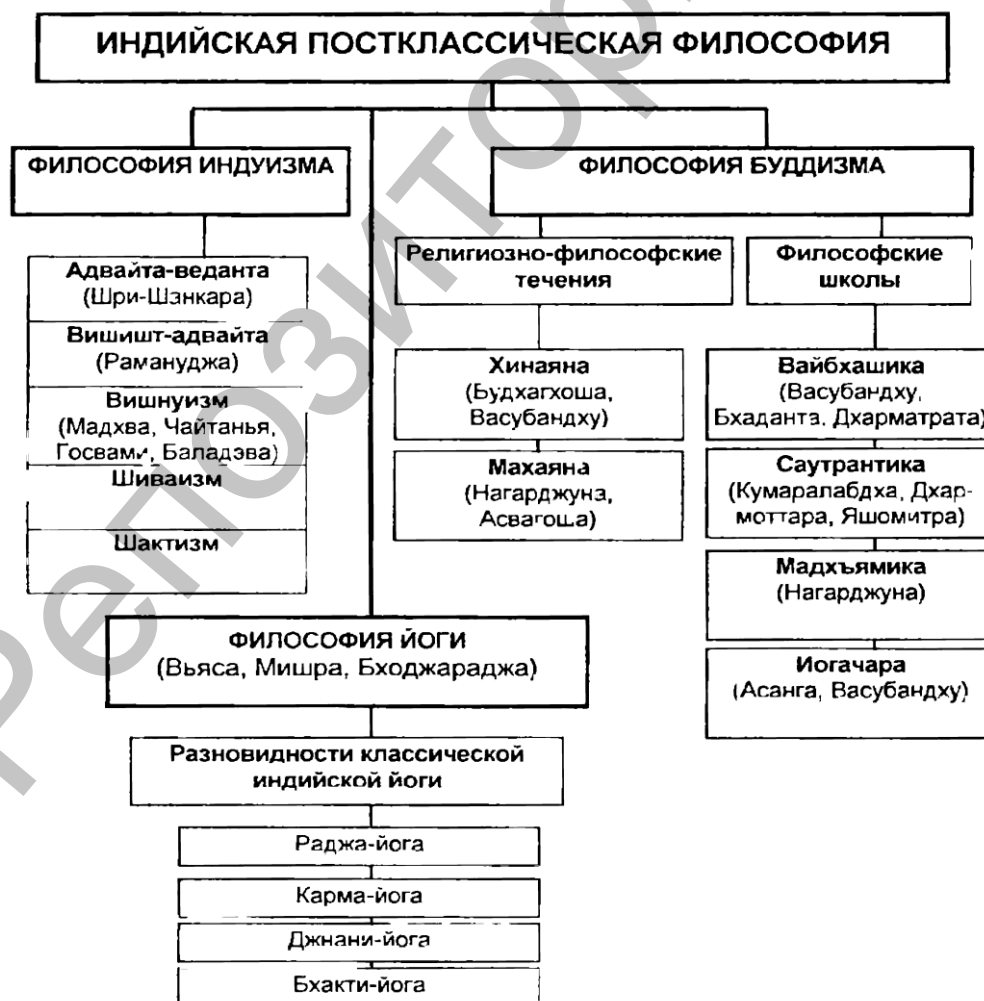 ИНДИЙСКАЯ ПОСТКЛАССИЧЕСКАЯ ФИЛОСОФИЯ
ФИЛОСОФИЯ ИНДУИЗМА
Адвайта-веданта
(Шри-Шанкара)
Вишишт-адвайта
(Рамануджа)
Вишнуизм
(Мадхва, Чайтанья,
Госвами, Баладэва)
Шиваизм
Шактизм
ФИЛОСОФИЯ БУДДИЗМА
Религиозно-философские
течения
Хинаяна
(Будхагхоша,
Васубандху)
Махаяна
(Нагарджуна,
Асвагоша)
Философские
школы
Вайбхашика
(Васубандху,
Бхаданта, Дхарматрата)
Саутрантика
(Кумаралабдха, Дхар-
моттара, Яшомитра)
Мадхъямика
(Нагарджуна)
Йогачара
(Асанга, Васубандху)
ФИЛОСОФИЯ ЙОГИ
(Вьяса, Мишра, Бходжараджа)
Разновидности классической
индийской йоги
Раджа-йога
Карма-йога
Джнани-йога
Бхакти-йога
Репозитор